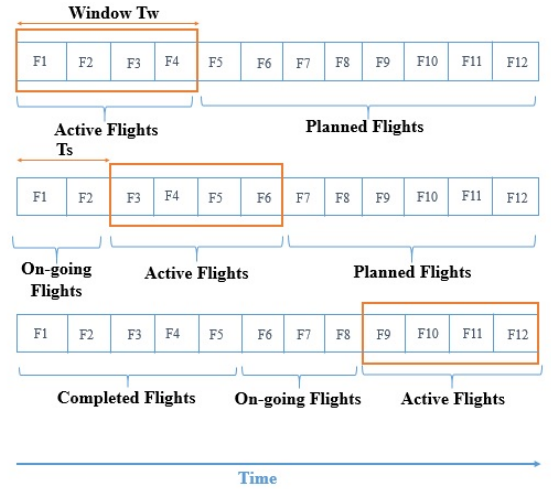 Window Tw
F1 F2 F3 F4 F5 F6 F7 F8 F9 F10 F11 F12
Active Flights Planned Flights
Ts
F1 F2 F3 F4 F5 F6 F7 F8 F9 F10 F11 F12
On-going
Flights Active Flights Planned Flights
F1 F2 F3 F4 F5 F6 F7 F8 F9 F10 F11 F12
Completed Flights On-going Flights Active Flights
Time